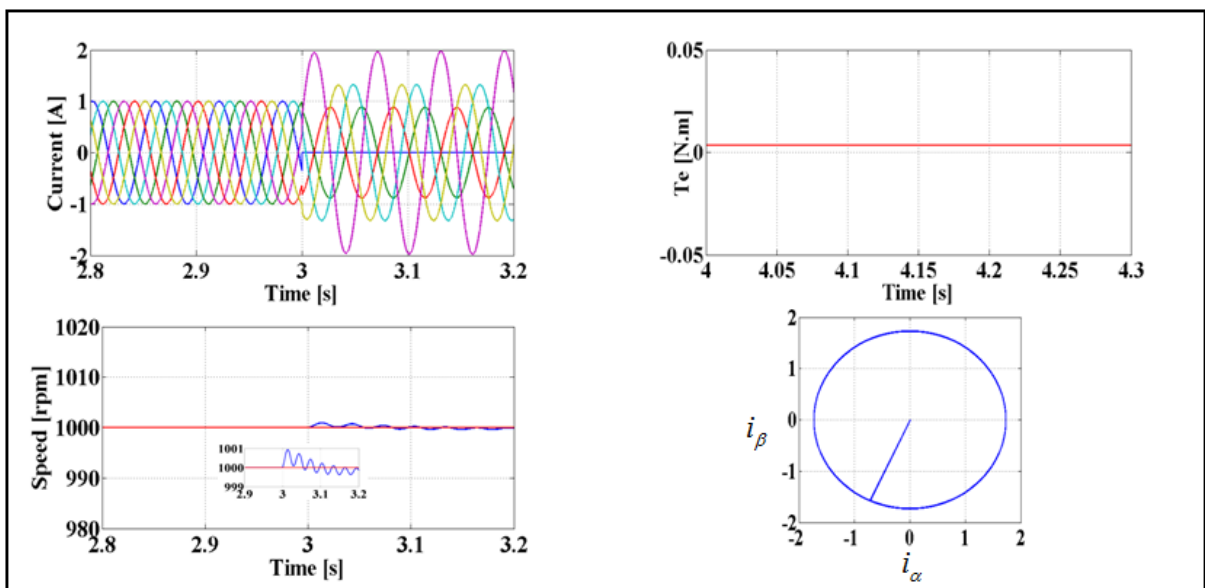 Current [A]
2
1
0
-1
-2
2.8 2.9 3 3.1 3.2
Time [s]
Te [N.m]
0.05
0
-0.05
4 4.05 4.1 4.15 4.2 4.25 4.3
Time [s]
Speed [rpm]
1020
1010
1000
990
980
1001
1000
999
2.9 3 3.1 3.2
2.8 2.9 3 3.1 3.2
Time [s]
iβ
2
1
0
-1
-2
-2 -1 0 1 2
iα